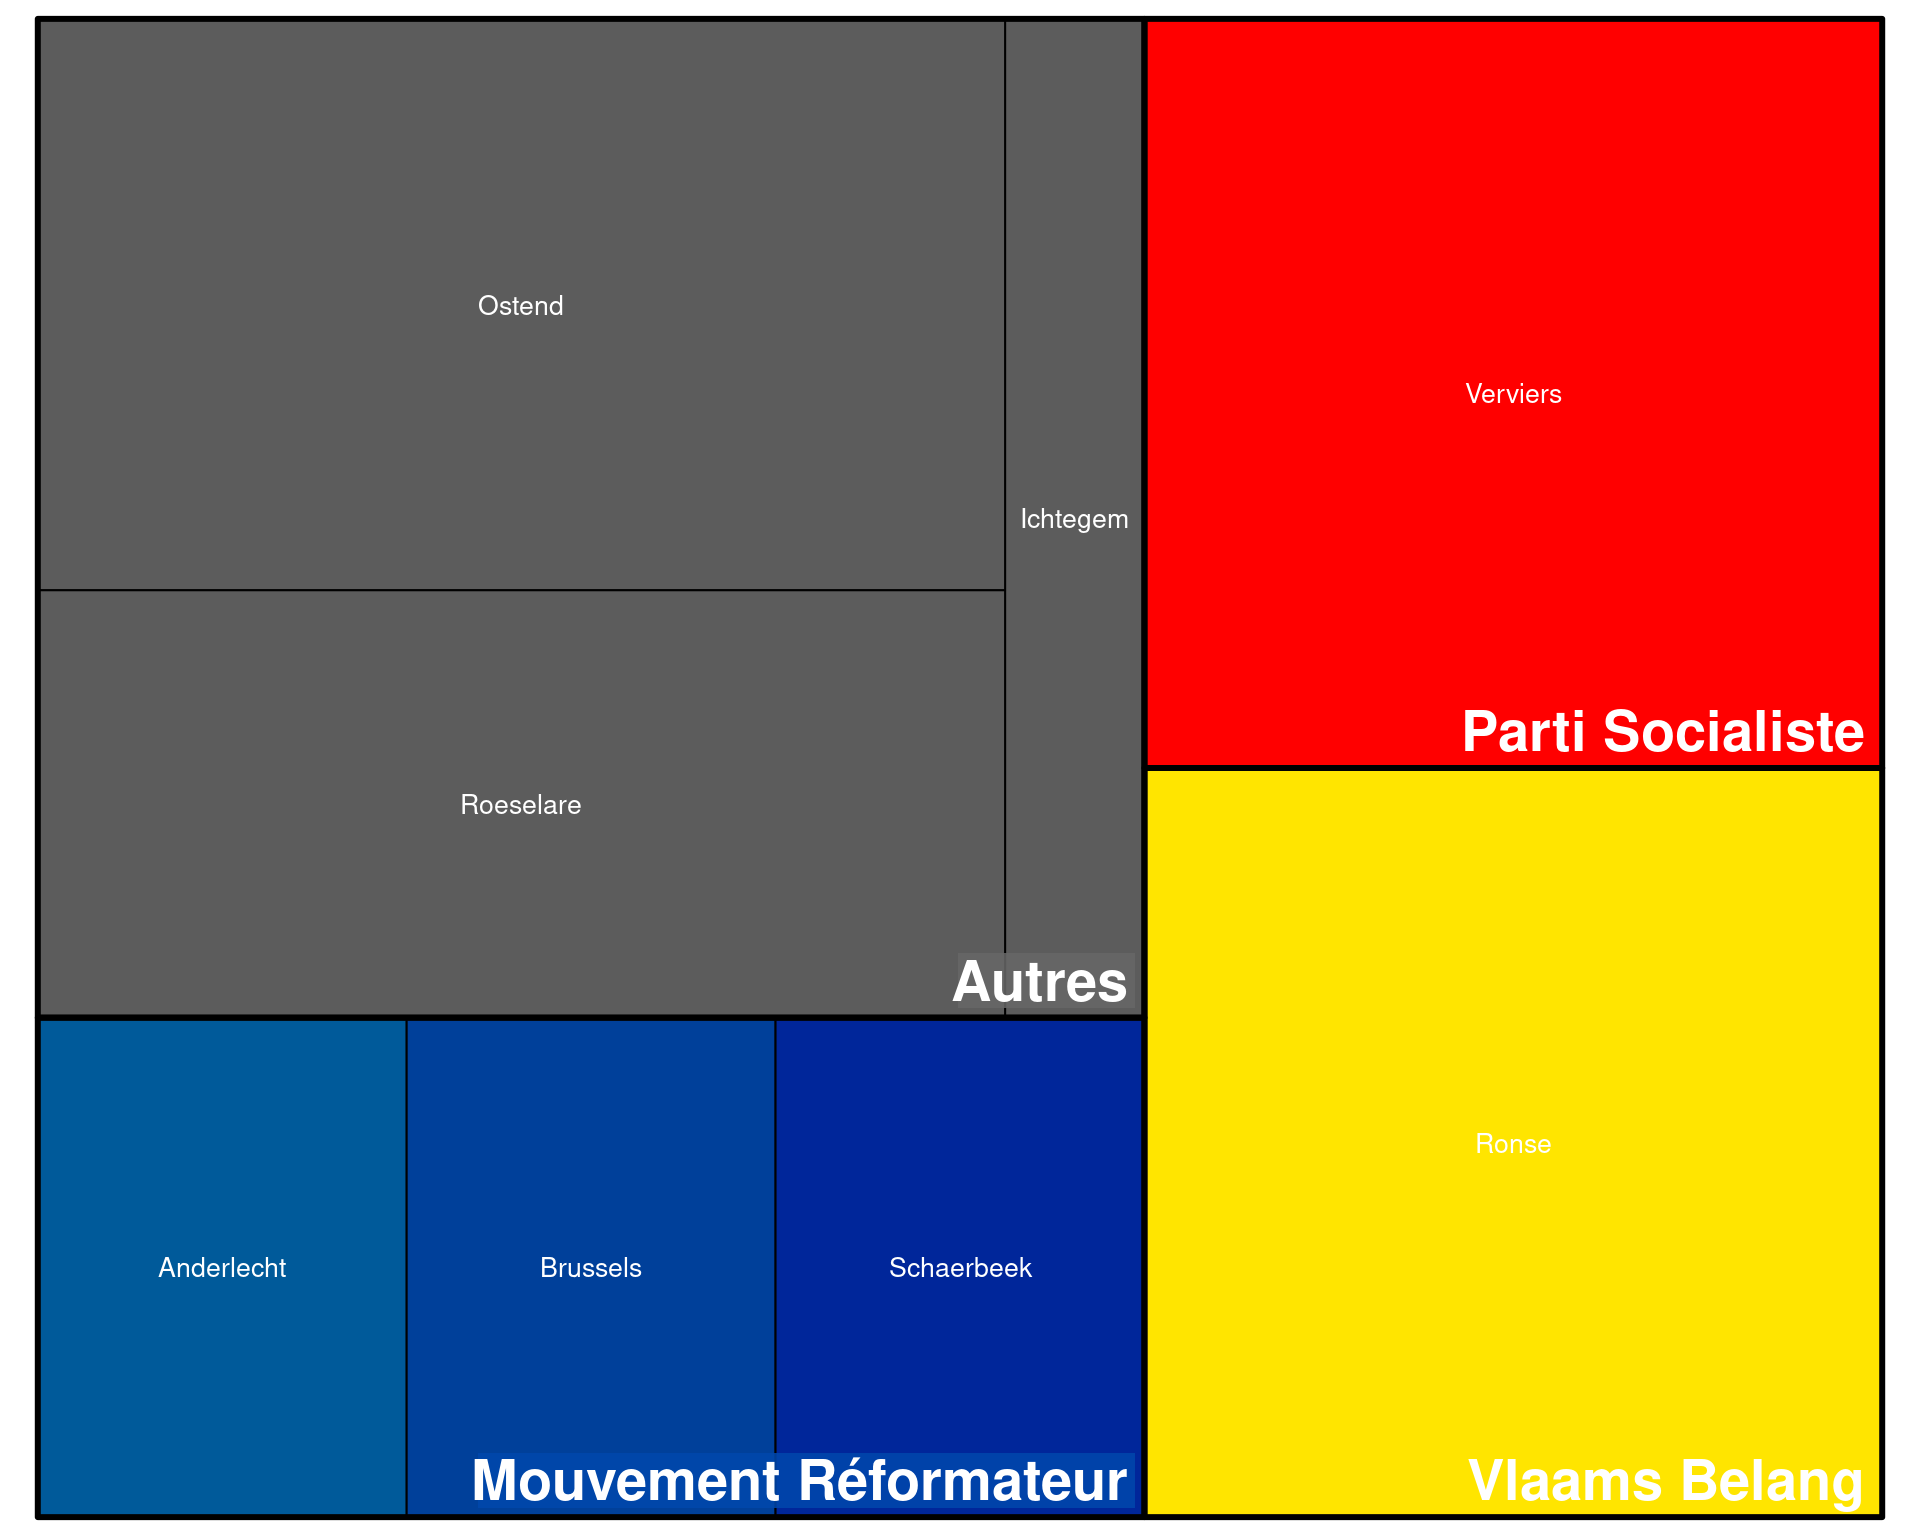 Ostend
Ichtegem
Roeselare
Autres
Verviers
Parti Socialiste
Anderlecht
Brussels
Schaerbeek
Mouvement Réformateur
Ronse
Vlaams Belang